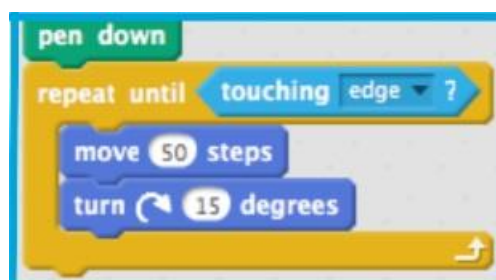 pen down
repeat until touching edge ?
move 50 steps
turn 15 degrees